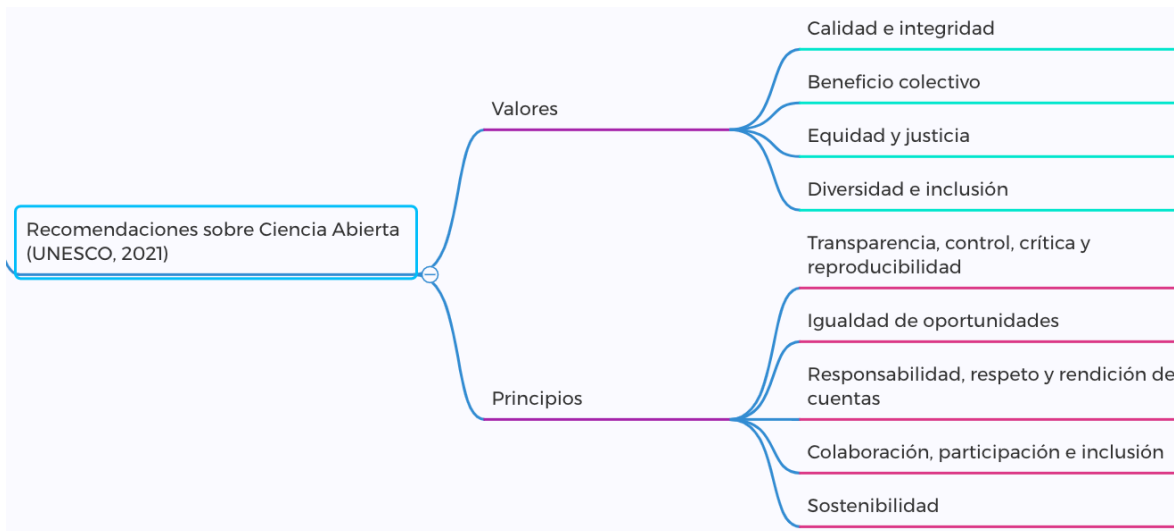 Recomendaciones sobre Ciencia Abierta
(UNESCO, 2021)
Valores
Calidad e integridad
Beneficio colectivo
Equidad y justicia
Diversidad e inclusión
Principios
Transparencia, control, crítica y
reproducibilidad
Igualdad de oportunidades
Responsabilidad, respeto y rendición de
cuentas
Colaboración, participación e inclusión
Sostenibilidad